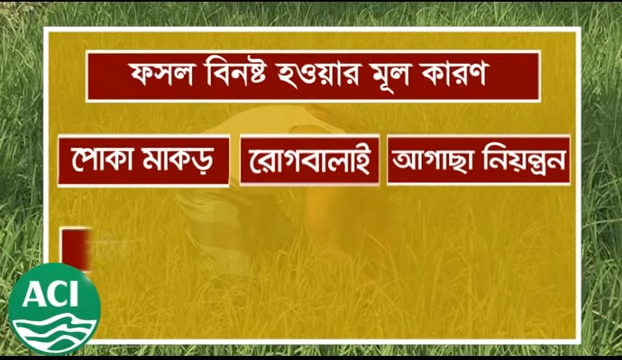 ফসল বিনষ্ট হওয়ার মূল কারণ
পোকা মাকড় রোগবালাই আগাছা নিয়ন্ত্রন
ACI